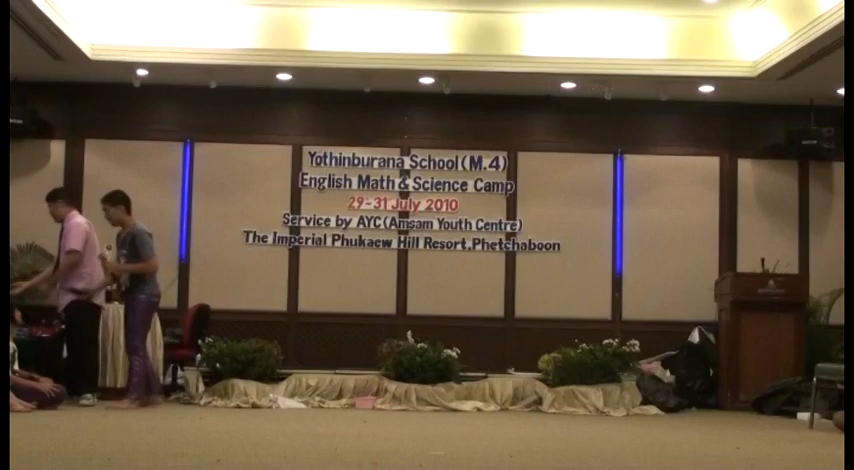 Yothinburana School(M.4)
English Math & Science Camp
29-31 July 2010
Service by AYC(Amsam Youth Centre)
The Imperial Phukaew Hill Resort.Phetchaboon